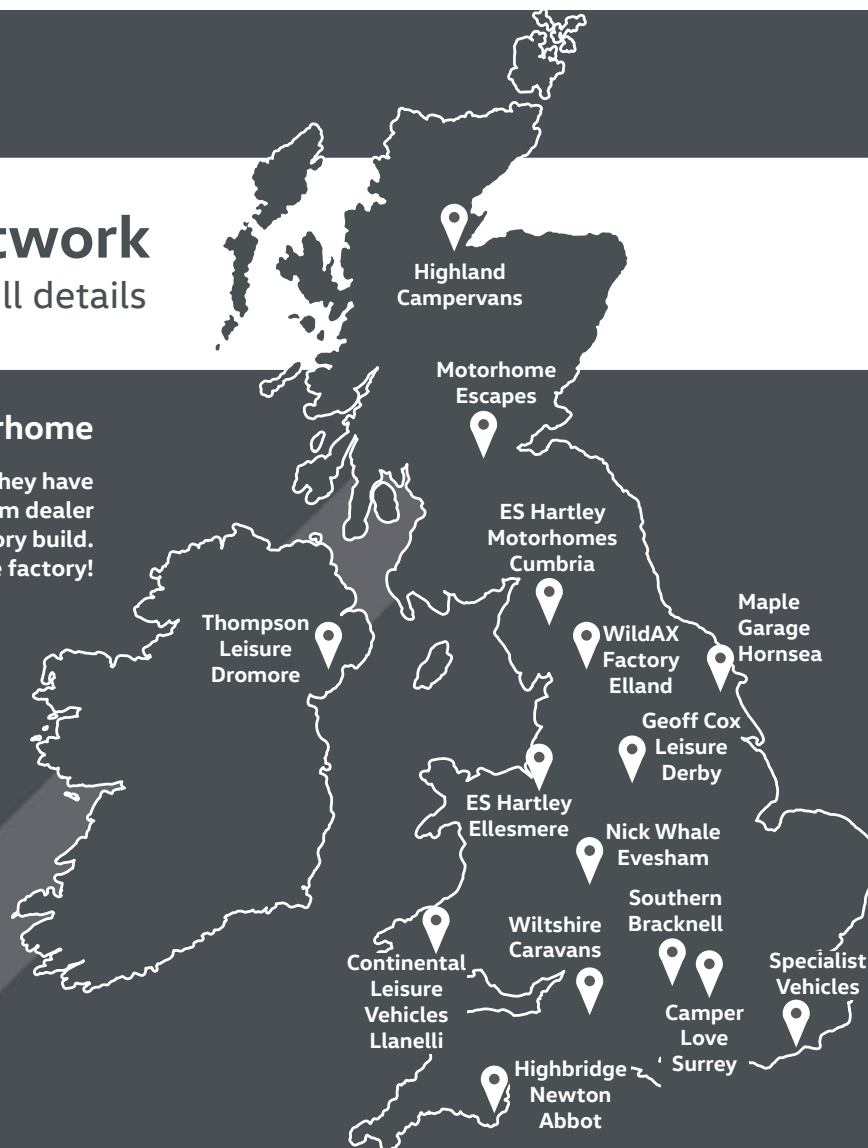 twork
ll details
rhome
hey have
m dealer
ory build.
e factory!
Highland
Campervans
Motorhome
Escapes
ES Hartley
Motorhomes
Cumbria
Thompson
Leisure
Dromore
WildAX
Factory
Elland
Maple
Garage
Hornsea
Geoff Cox
Leisure
Derby
ES Hartley
Ellesmere
Nick Whale
Evesham
Southern
Bracknell
Wiltshire
Caravans
Continental
Leisure
Vehicles
Llanelli
Specialist
Vehicles
Camper
Love
Surrey
Highbridge
Newton
Abbot